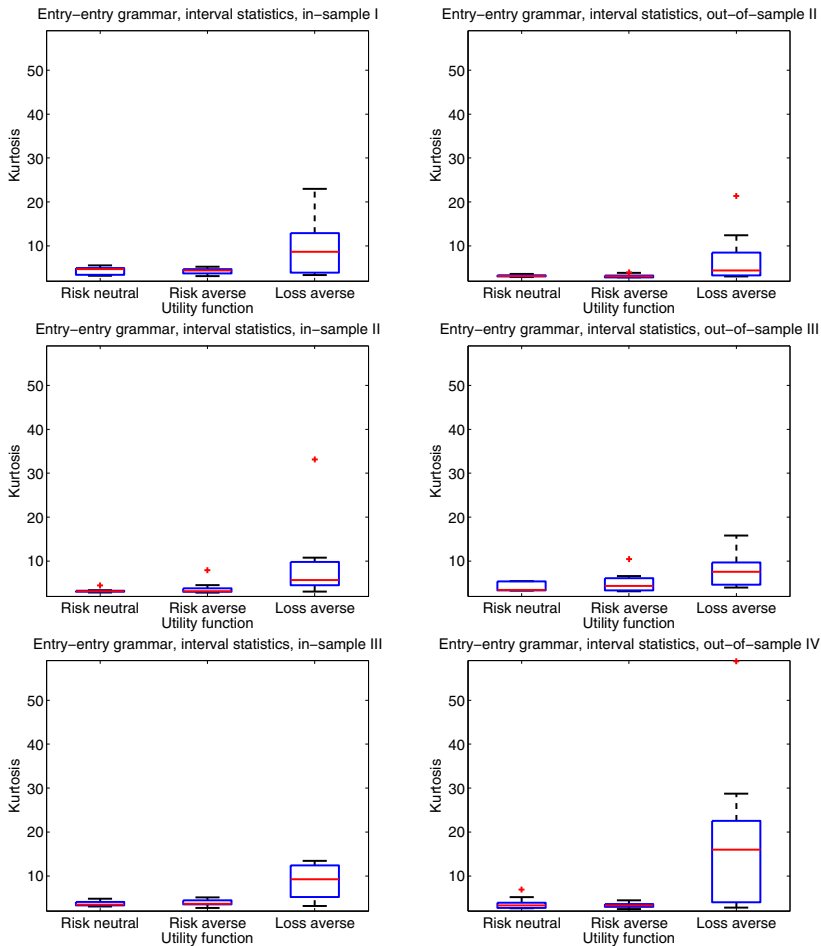 Entry−entry grammar, interval statistics, in−sample I
50
40
30
20
10
Kurtosis
Risk neutral Risk averse Loss averse
Utility function
Entry−entry grammar, interval statistics, out−of−sample II
50
40
30
20
10
Kurtosis
Risk neutral Risk averse Loss averse
Utility function
Entry−entry grammar, interval statistics, in−sample II
50
40
30
20
10
Kurtosis
Risk neutral Risk averse Loss averse
Utility function
Entry−entry grammar, interval statistics, out−of−sample III
50
40
30
20
10
Kurtosis
Risk neutral Risk averse Loss averse
Utility function
Entry−entry grammar, interval statistics, in−sample III
50
40
30
20
10
Kurtosis
Risk neutral Risk averse Loss averse
Utility function
Entry−entry grammar, interval statistics, out−of−sample IV
50
40
30
20
10
Kurtosis
Risk neutral Risk averse Loss averse
Utility function